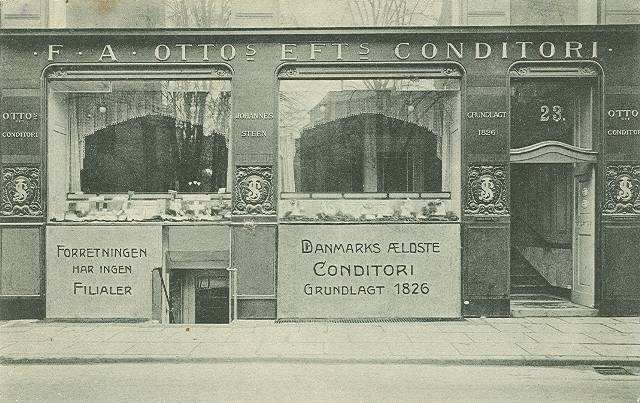 · F · A · OTTOS EFTS CONDITORI ·
OTTOS
CONDITORI
JOHANNES
STEEN
GRUNDLAGT
1826
23.
OTTOS
CONDITORI
FORRETNINGEN
HAR INGEN
FILIALER
DANMARKS ÆLDSTE
CONDITORI
GRUNDLAGT 1826